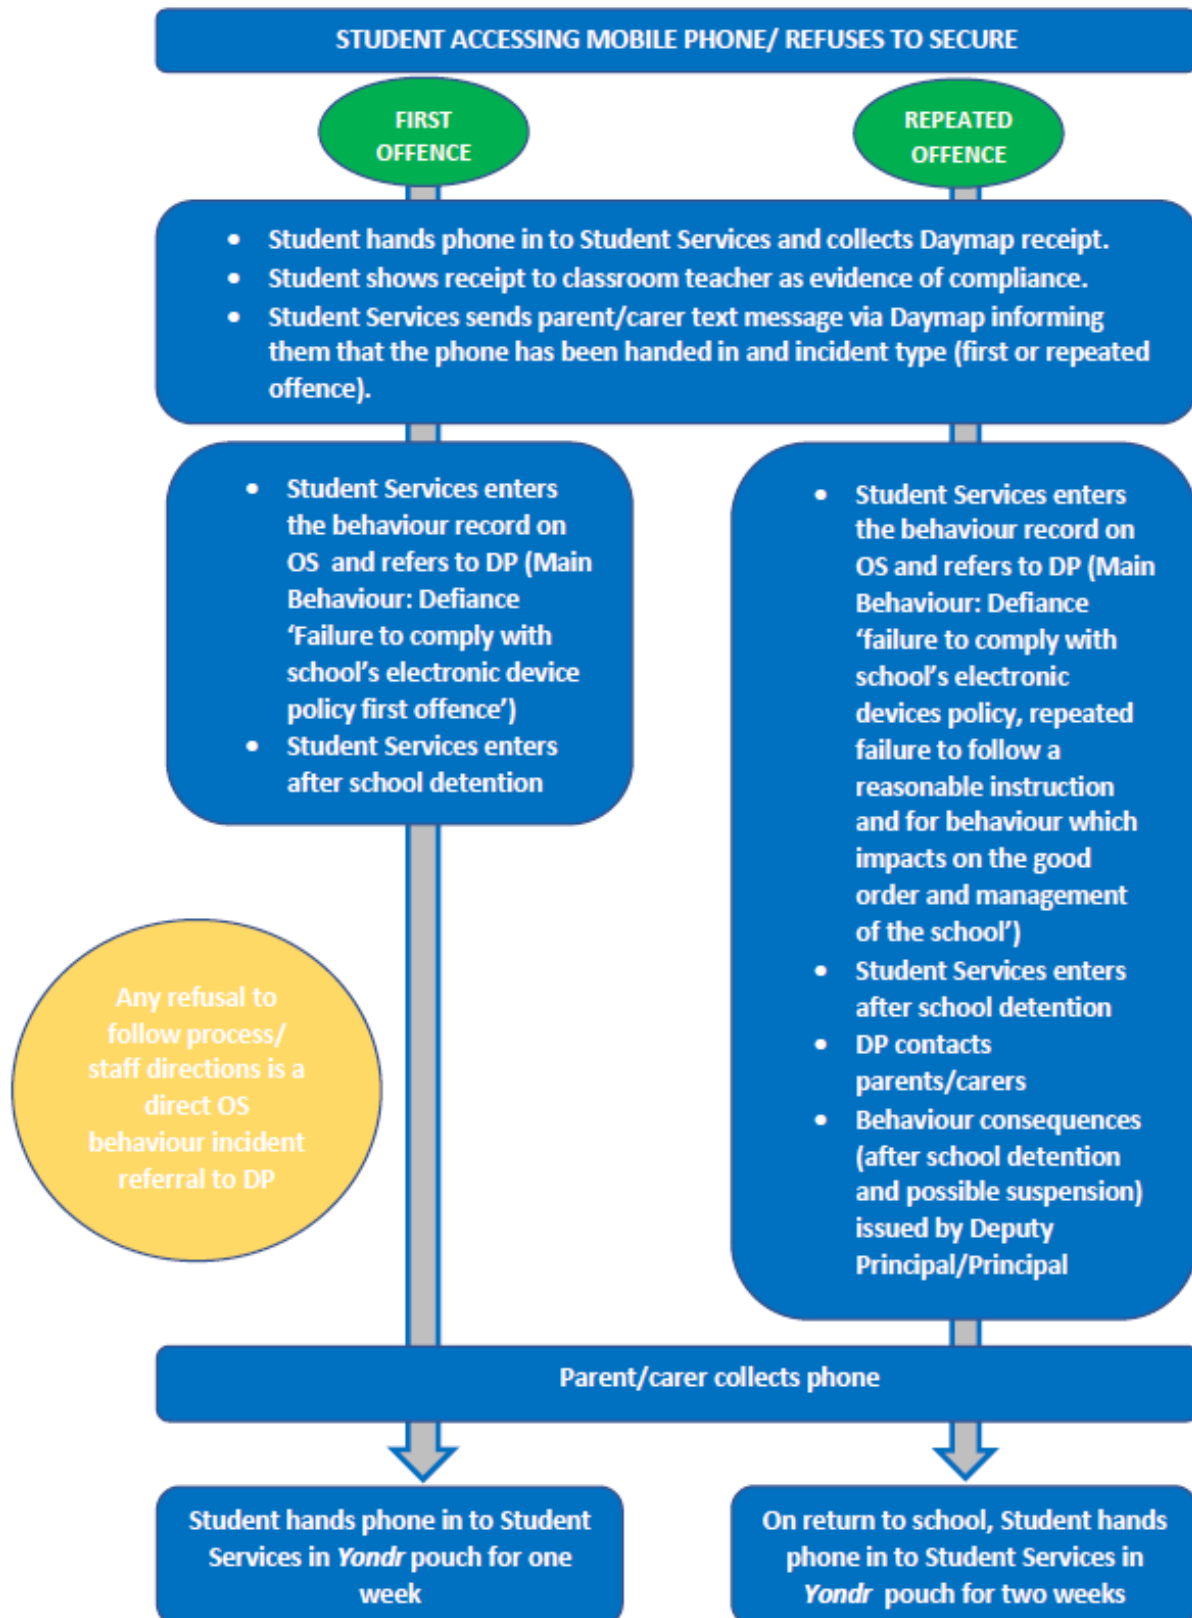 STUDENT ACCESSING MOBILE PHONE/ REFUSES TO SECURE
FIRST
OFFENCE
REPEATED
OFFENCE
• Student hands phone in to Student Services and collects Daymap receipt.
• Student shows receipt to classroom teacher as evidence of compliance.
• Student Services sends parent/carer text message via Daymap informing
them that the phone has been handed in and incident type (first or repeated
offence).
• Student Services enters
the behaviour record on
OS and refers to DP (Main
Behaviour: Defiance
‘Failure to comply with
school’s electronic device
policy first offence’)
• Student Services enters
after school detention
• Student Services enters
the behaviour record on
OS and refers to DP (Main
Behaviour: Defiance
‘failure to comply with
school’s electronic
devices policy, repeated
failure to follow a
reasonable instruction
and for behaviour which
impacts on the good
order and management
of the school’)
• Student Services enters
after school detention
• DP contacts
parents/carers
• Behaviour consequences
(after school detention
and possible suspension)
issued by Deputy
Principal/Principal
Any refusal to
follow process/
staff directions is a
direct OS
behaviour incident
referral to DP
Parent/carer collects phone
Student hands phone in to Student
Services in Yondr pouch for one
week
On return to school, Student hands
phone in to Student Services in
Yondr pouch for two weeks